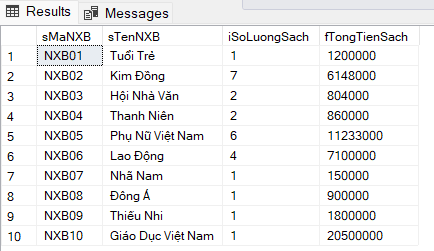 Results Messages
sMaNXB sTenNXB iSoLuongSach fTongTienSach
1 NXB01 Tuổi Trẻ 1 1200000
2 NXB02 Kim Đồng 7 6148000
3 NXB03 Hội Nhà Văn 2 804000
4 NXB04 Thanh Niên 2 860000
5 NXB05 Phụ Nữ Việt Nam 6 11233000
6 NXB06 Lao Động 4 7100000
7 NXB07 Nhã Nam 1 150000
8 NXB08 Đông Á 1 900000
9 NXB09 Thiếu Nhi 1 1800000
10 NXB10 Giáo Dục Việt Nam 1 20500000